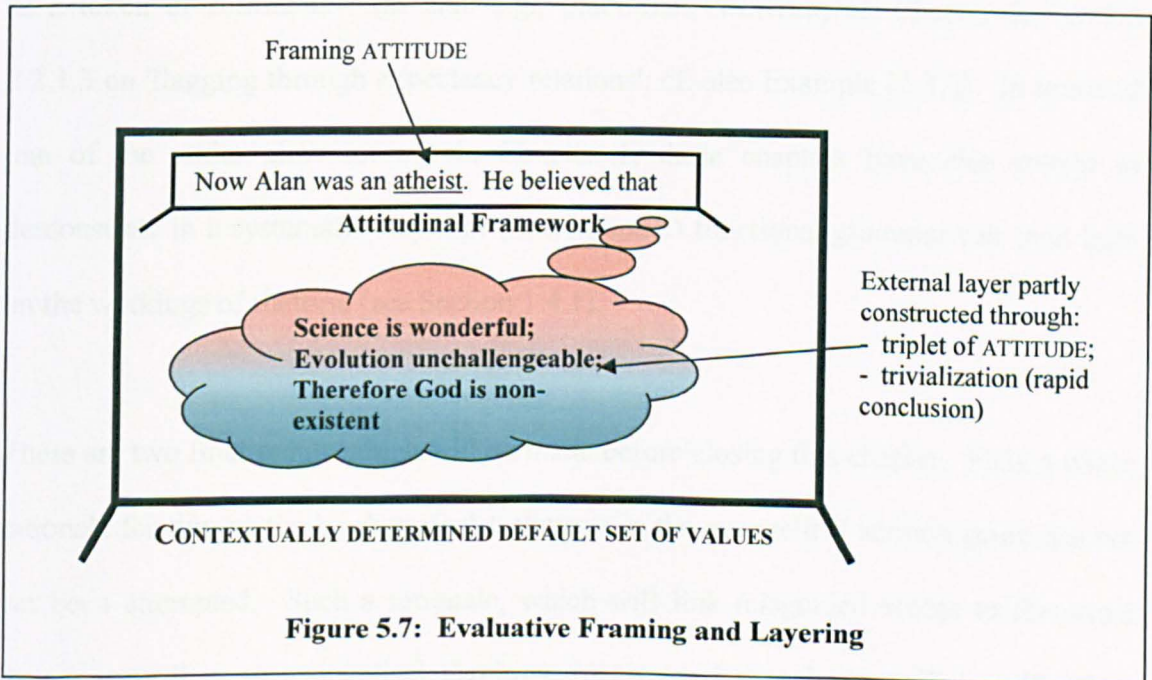 Framing ATTITUDE
Now Alan was an atheist. He believed that
Attitudinal Framework
Science is wonderful;
Evolution unchallengeable;
Therefore God is non-
existent
External layer partly
constructed through:
- triplet of ATTITUDE;
- trivialization (rapid
conclusion)
CONTEXTUALLY DETERMINED DEFAULT SET OF VALUES
Figure 5.7: Evaluative Framing and Layering